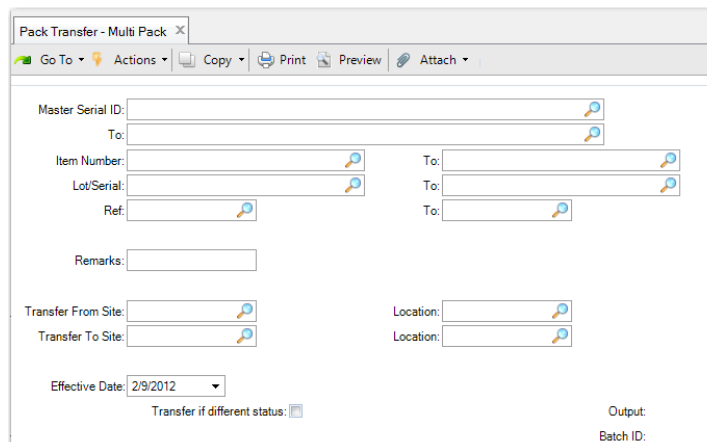 Pack Transfer - Multi Pack X
Go To Actions Copy Print Preview Attach
Master Serial ID:
To:
Item Number: To:
Lot/Serial: To:
Ref: To:
Remarks:
Transfer From Site: Location:
Transfer To Site: Location:
Effective Date: 2/9/2012
Transfer if different status: Output:
Batch ID: